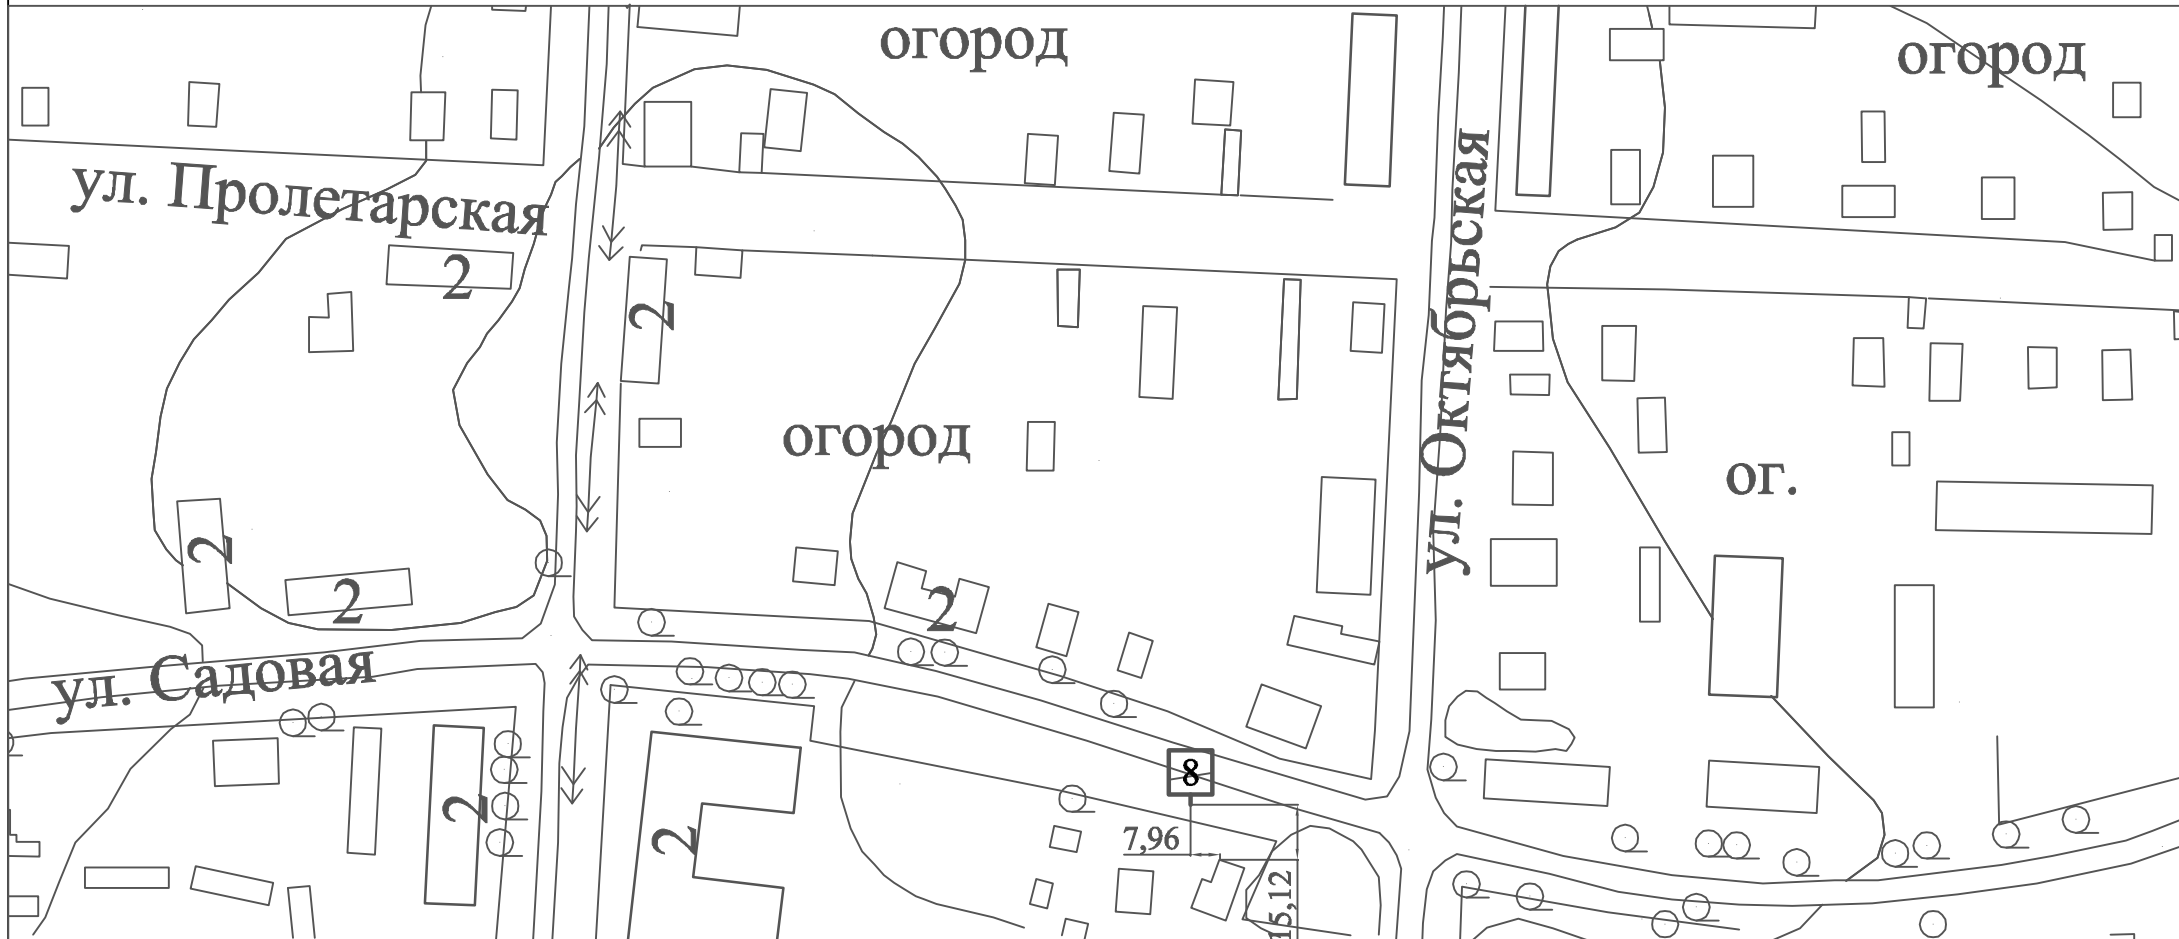 огород
огород
ул. Пролетарская
2
2
огород
ул. Октябрьская
ог.
2
2
2
ул. Садовая
8
2
2
7,96
15,12